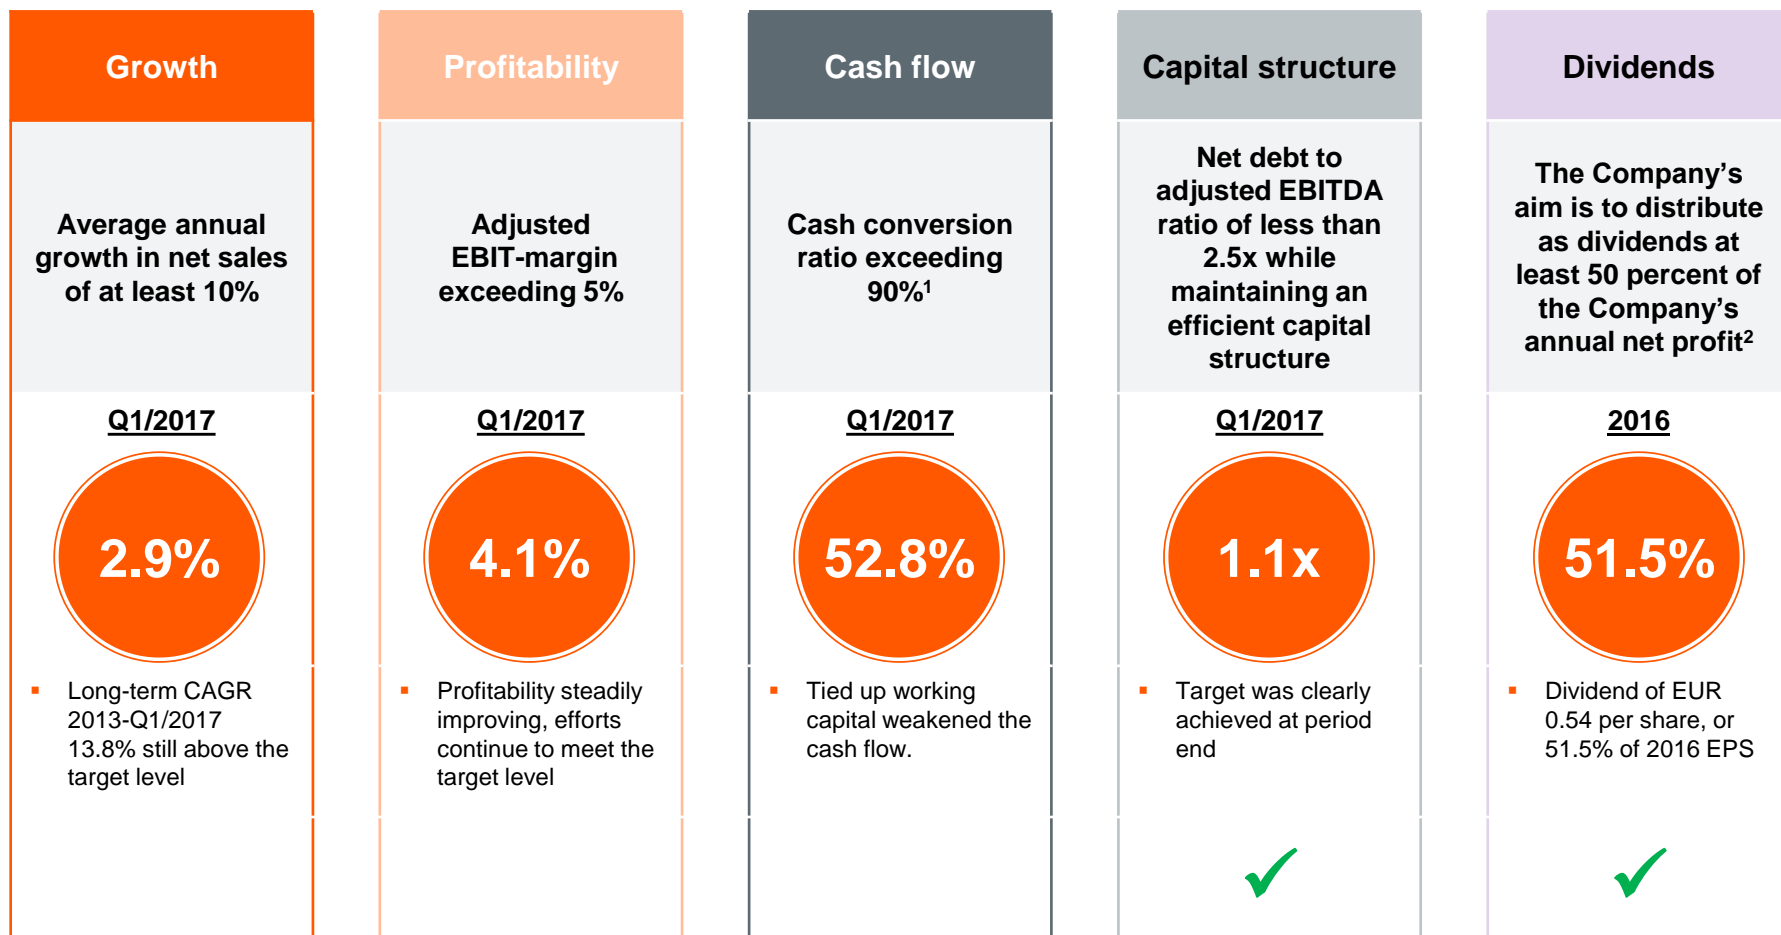 Growth
Average annual
growth in net sales
of at least 10%
Q1/2017
2.9%
▪ Long-term CAGR
2013-Q1/2017
13.8% still above the
target level
Profitability
Adjusted
EBIT-margin
exceeding 5%
Q1/2017
4.1%
▪ Profitability steadily
improving, efforts
continue to meet the
target level
Cash flow
Cash conversion
ratio exceeding
90%¹
Q1/2017
52.8%
▪ Tied up working
capital weakened the
cash flow.
Capital structure
Net debt to
adjusted EBITDA
ratio of less than
2.5x while
maintaining an
efficient capital
structure
Q1/2017
1.1x
▪ Target was clearly
achieved at period
end
Dividends
The Company’s
aim is to distribute
as dividends at
least 50 percent of
the Company’s
annual net profit²
2016
51.5%
▪ Dividend of EUR
0.54 per share, or
51.5% of 2016 EPS